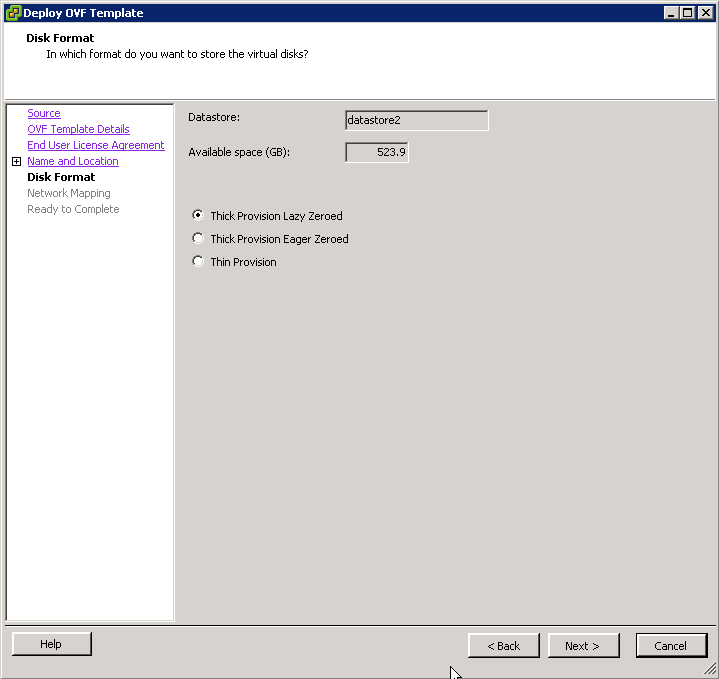 Deploy OVF Template
Disk Format
In which format do you want to store the virtual disks?
Source
OVF Template Details
End User License Agreement
Name and Location
Disk Format
Network Mapping
Ready to Complete
Datastore:
datastore2
Available space (GB):
523.9
Thick Provision Lazy Zeroed
Thick Provision Eager Zeroed
Thin Provision
Help
< Back
Next >
Cancel